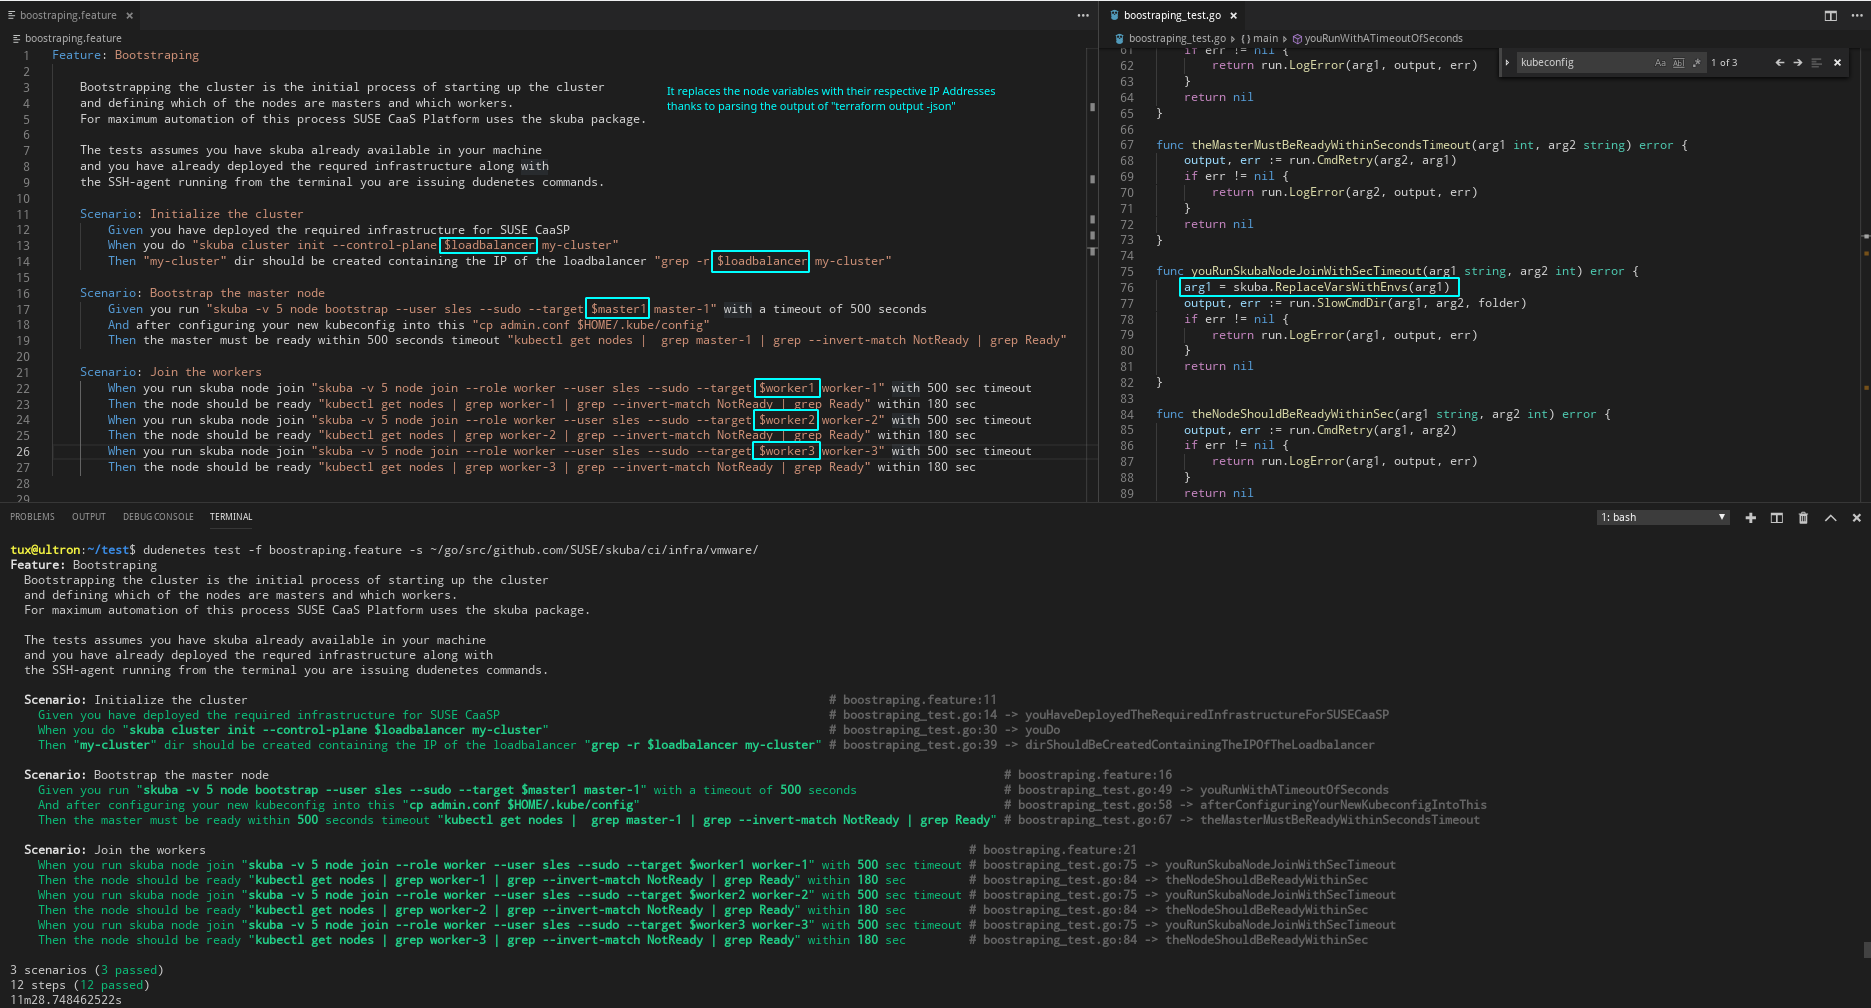 boostraping.feature ×
boostraping.feature
1 Feature: Bootstraping
2
3 Bootstrapping the cluster is the initial process of starting up the cluster
4 and defining which of the nodes are masters and which workers.
5 For maximum automation of this process SUSE CaaS Platform uses the skuba package.
6
7 The tests assumes you have skuba already available in your machine
8 and you have already deployed the requred infrastructure along with
9 the SSH-agent running from the terminal you are issuing dudenetes commands.
10
11 Scenario: Initialize the cluster
12 Given you have deployed the required infrastructure for SUSE CaaSP
13 When you do "skuba cluster init --control-plane $loadbalancer my-cluster"
14 Then "my-cluster" dir should be created containing the IP of the loadbalancer "grep -r $loadbalancer my-cluster"
15
16 Scenario: Bootstrap the master node
17 Given you run "skuba -v 5 node bootstrap --user sles --sudo --target $master1 master-1" with a timeout of 500 seconds
18 And after configuring your new kubeconfig into this "cp admin.conf $HOME/.kube/config"
19 Then the master must be ready within 500 seconds timeout "kubectl get nodes |  grep master-1 | grep --invert-match NotReady | grep Ready"
20
21 Scenario: Join the workers
22 When you run skuba node join "skuba -v 5 node join --role worker --user sles --sudo --target $worker1 worker-1" with 500 sec timeout
23 Then the node should be ready "kubectl get nodes | grep worker-1 | grep --invert-match NotReady | grep Ready" within 180 sec
24 When you run skuba node join "skuba -v 5 node join --role worker --user sles --sudo --target $worker2 worker-2" with 500 sec timeout
25 Then the node should be ready "kubectl get nodes | grep worker-2 | grep --invert-match NotReady | grep Ready" within 180 sec
26 When you run skuba node join "skuba -v 5 node join --role worker --user sles --sudo --target $worker3 worker-3" with 500 sec timeout
27 Then the node should be ready "kubectl get nodes | grep worker-3 | grep --invert-match NotReady | grep Ready" within 180 sec
28
29
It replaces the node variables with their respective IP Addresses
thanks to parsing the output of "terraform output -json"
boostraping_test.go ×
boostraping_test.go › {} main › youRunWithATimeoutOfSeconds
kubeconfig Aa Abl .* 1 of 3
61 if err != nil {
62 return run.LogError(arg1, output, err)
63 }
64 return nil
65 }
66
67 func theMasterMustBeReadyWithinSecondsTimeout(arg1 int, arg2 string) error {
68 output, err := run.CmdRetry(arg2, arg1)
69 if err != nil {
70 return run.LogError(arg2, output, err)
71 }
72 return nil
73 }
74
75 func youRunSkubaNodeJoinWithSecTimeout(arg1 string, arg2 int) error {
76 arg1 = skuba.ReplaceVarsWithEnvs(arg1)
77 output, err := run.SlowCmdDir(arg1, arg2, folder)
78 if err != nil {
79 return run.LogError(arg1, output, err)
80 }
81 return nil
82 }
83
84 func theNodeShouldBeReadyWithinSec(arg1 string, arg2 int) error {
85 output, err := run.CmdRetry(arg1, arg2)
86 if err != nil {
87 return run.LogError(arg1, output, err)
88 }
89 return nil
PROBLEMS OUTPUT DEBUG CONSOLE TERMINAL 1: bash
tux@ultron:~/test$ dudenetes test -f boostraping.feature -s ~/go/src/github.com/SUSE/skuba/ci/infra/vmware/
Feature: Bootstraping
Bootstrapping the cluster is the initial process of starting up the cluster
and defining which of the nodes are masters and which workers.
For maximum automation of this process SUSE CaaS Platform uses the skuba package.
The tests assumes you have skuba already available in your machine
and you have already deployed the requred infrastructure along with
the SSH-agent running from the terminal you are issuing dudenetes commands.
Scenario: Initialize the cluster # boostraping.feature:11
Given you have deployed the required infrastructure for SUSE CaaSP # boostraping_test.go:14 -> youHaveDeployedTheRequiredInfrastructureForSUSECaaSP
When you do "skuba cluster init --control-plane $loadbalancer my-cluster" # boostraping_test.go:30 -> youDo
Then "my-cluster" dir should be created containing the IP of the loadbalancer "grep -r $loadbalancer my-cluster" # boostraping_test.go:39 -> dirShouldBeCreatedContainingTheIPOfTheLoadbalancer
Scenario: Bootstrap the master node # boostraping.feature:16
Given you run "skuba -v 5 node bootstrap --user sles --sudo --target $master1 master-1" with a timeout of 500 seconds # boostraping_test.go:49 -> youRunWithATimeoutOfSeconds
And after configuring your new kubeconfig into this "cp admin.conf $HOME/.kube/config" # boostraping_test.go:58 -> afterConfiguringYourNewKubeconfigIntoThis
Then the master must be ready within 500 seconds timeout "kubectl get nodes |  grep master-1 | grep --invert-match NotReady | grep Ready" # boostraping_test.go:67 -> theMasterMustBeReadyWithinSecondsTimeout
Scenario: Join the workers # boostraping.feature:21
When you run skuba node join "skuba -v 5 node join --role worker --user sles --sudo --target $worker1 worker-1" with 500 sec timeout # boostraping_test.go:75 -> youRunSkubaNodeJoinWithSecTimeout
Then the node should be ready "kubectl get nodes | grep worker-1 | grep --invert-match NotReady | grep Ready" within 180 sec # boostraping_test.go:84 -> theNodeShouldBeReadyWithinSec
When you run skuba node join "skuba -v 5 node join --role worker --user sles --sudo --target $worker2 worker-2" with 500 sec timeout # boostraping_test.go:75 -> youRunSkubaNodeJoinWithSecTimeout
Then the node should be ready "kubectl get nodes | grep worker-2 | grep --invert-match NotReady | grep Ready" within 180 sec # boostraping_test.go:84 -> theNodeShouldBeReadyWithinSec
When you run skuba node join "skuba -v 5 node join --role worker --user sles --sudo --target $worker3 worker-3" with 500 sec timeout # boostraping_test.go:75 -> youRunSkubaNodeJoinWithSecTimeout
Then the node should be ready "kubectl get nodes | grep worker-3 | grep --invert-match NotReady | grep Ready" within 180 sec # boostraping_test.go:84 -> theNodeShouldBeReadyWithinSec
3 scenarios (3 passed)
12 steps (12 passed)
11m28.748462522s